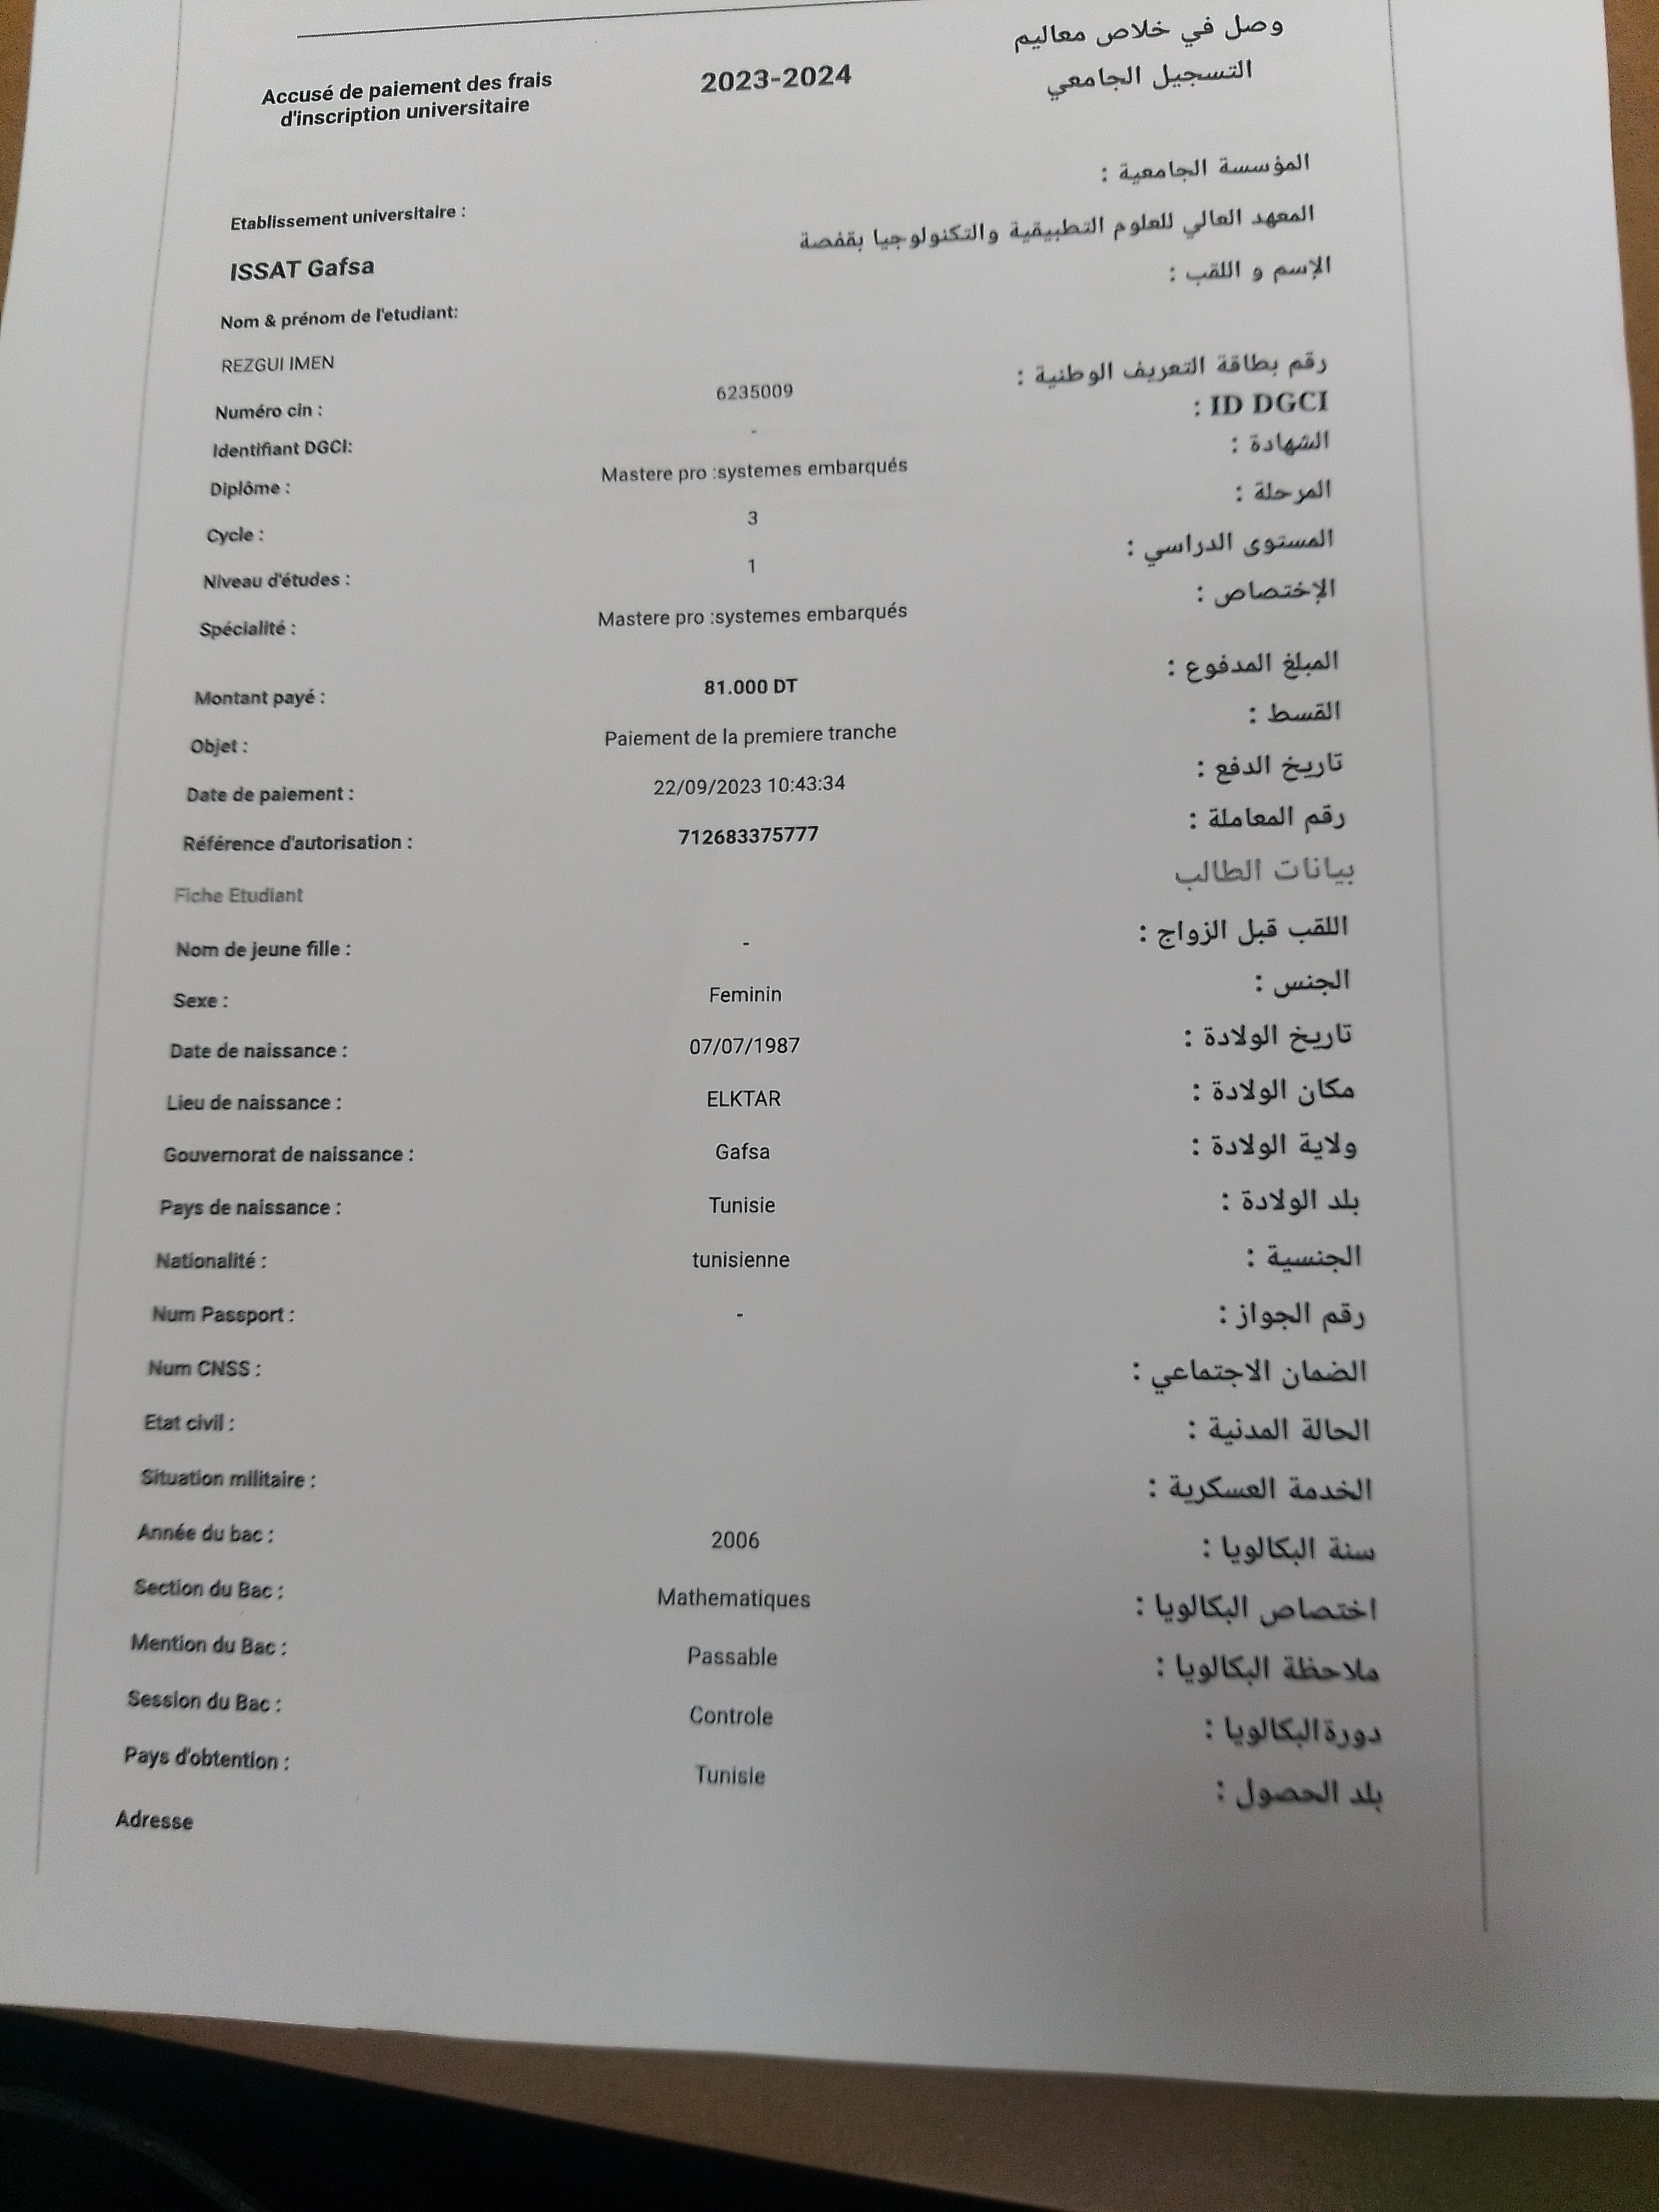 وصل في خلاص معاليم
التسجيل الجامعي
2023-2024
Accusé de paiement des frais
d'inscription universitaire
المؤسسة الجامعية :
Etablissement universitaire :
المعهد العالي للعلوم التطبيقية والتكنولوجيا بقفصة
ISSAT Gafsa
الإسم و اللقب :
Nom & prénom de l'etudiant:
REZGUI IMEN
Numéro cin : 6235009 رقم بطاقة التعريف الوطنية :
Identifiant DGCI: - ID DGCI :
Diplôme : Mastere pro :systemes embarqués الشهادة :
Cycle : 3 المرحلة :
Niveau d'études : 1 المستوى الدراسي :
Spécialité : Mastere pro :systemes embarqués الإختصاص :
Montant payé : 81.000 DT المبلغ المدفوع :
Objet : Paiement de la premiere tranche القسط :
Date de paiement : 22/09/2023 10:43:34 تاريخ الدفع :
Référence d'autorisation : 712683375777 رقم المعاملة :
Fiche Etudiant بيانات الطالب
Nom de jeune fille : - اللقب قبل الزواج :
Sexe : Feminin الجنس :
Date de naissance : 07/07/1987 تاريخ الولادة :
Lieu de naissance : ELKTAR مكان الولادة :
Gouvernorat de naissance : Gafsa ولاية الولادة :
Pays de naissance : Tunisie بلد الولادة :
Nationalité : tunisienne الجنسية :
Num Passport : - رقم الجواز :
Num CNSS : الضمان الاجتماعي :
Etat civil : الحالة المدنية :
Situation militaire : الخدمة العسكرية :
Année du bac : 2006 سنة البكالويا :
Section du Bac : Mathematiques اختصاص البكالويا :
Mention du Bac : Passable ملاحظة البكالويا :
Session du Bac : Controle دورةالبكالويا :
Pays d'obtention : Tunisie بلد الحصول :
Adresse